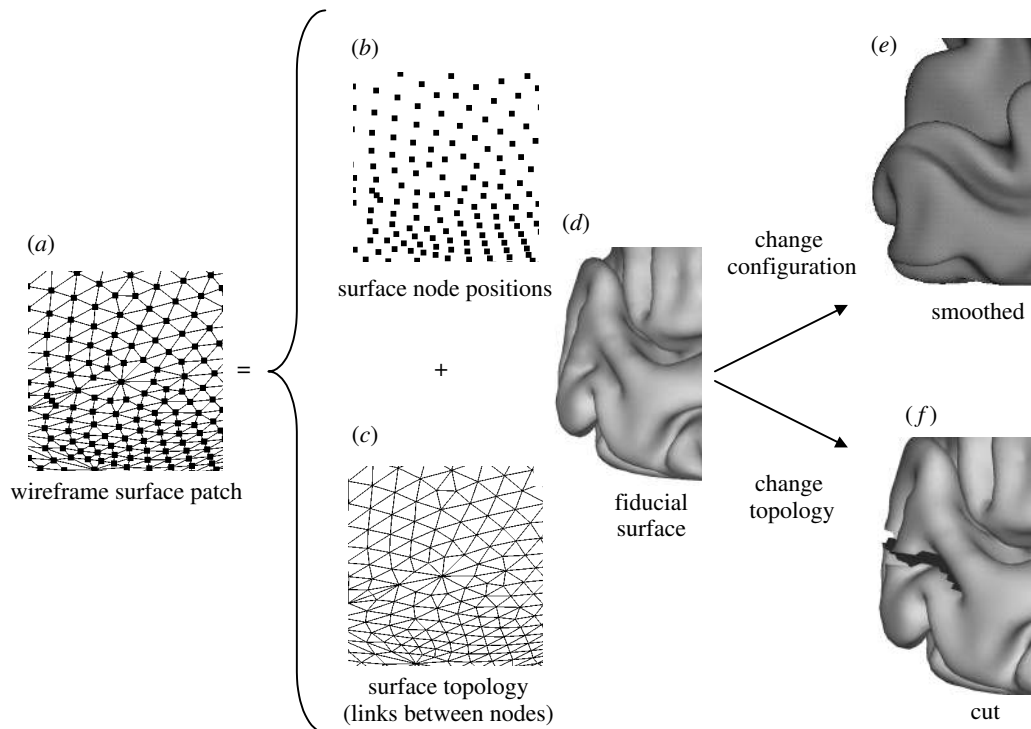 (a)
wireframe surface patch
=
(b)
surface node positions
+
(c)
surface topology
(links between nodes)
(d)
fiducial
surface
change
configuration
change
topology
(e)
smoothed
(f)
cut